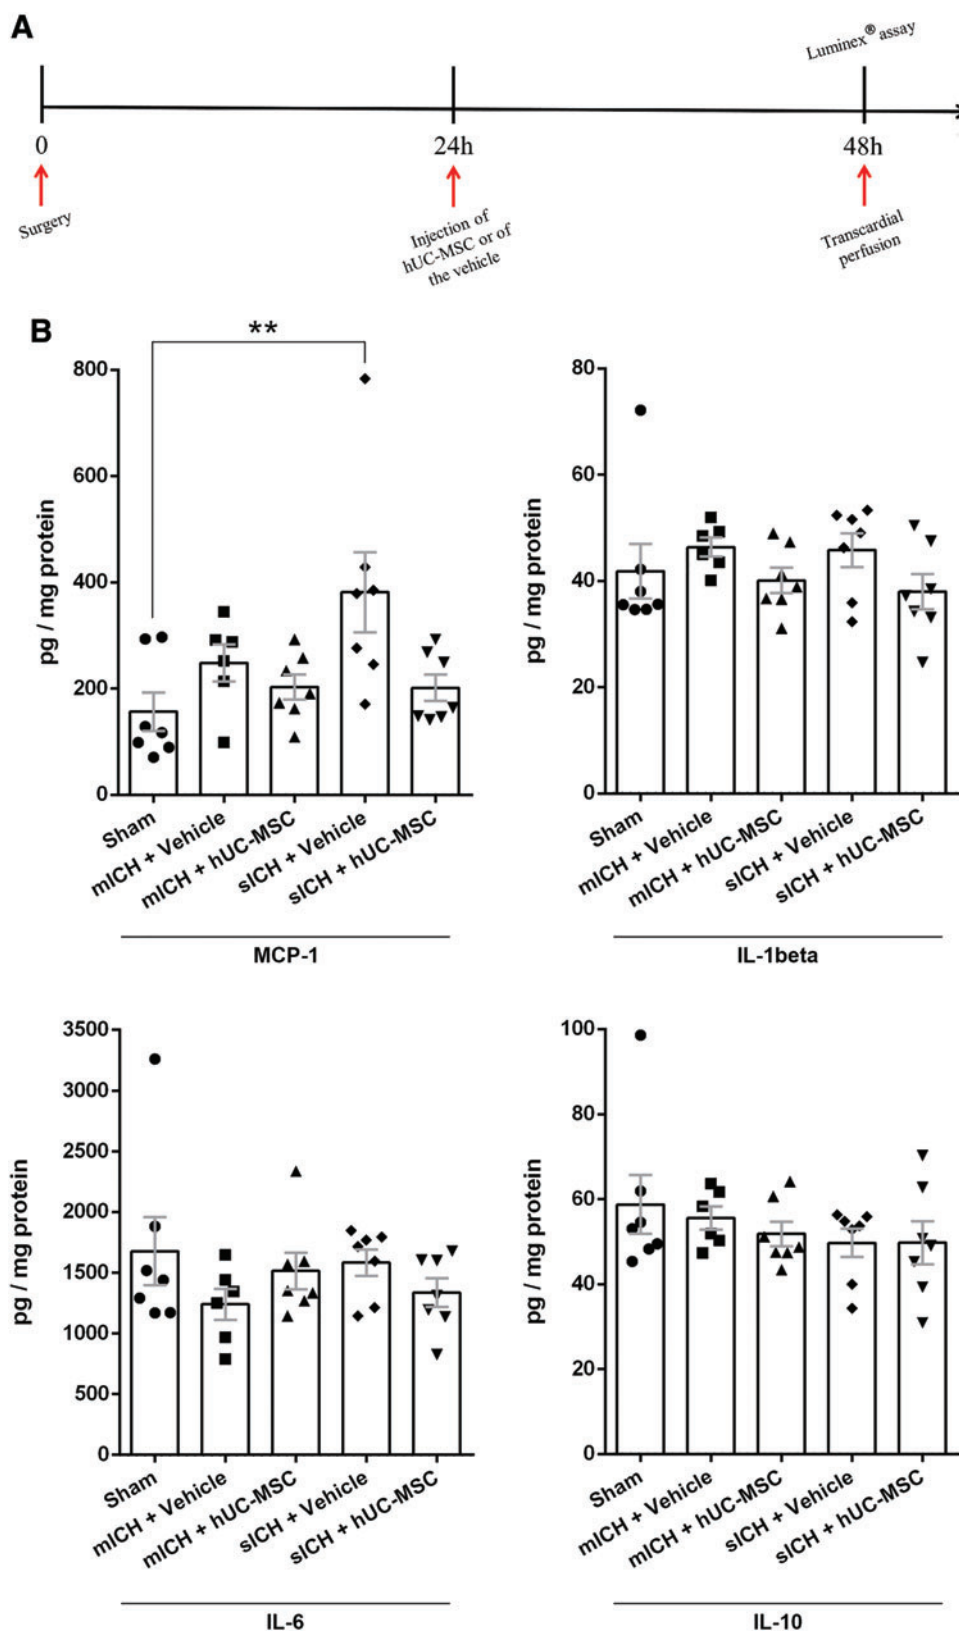 A
Luminex® assay
0
24h
48h
Surgery
Injection of
hUC-MSC or of
the vehicle
Transcardial
perfusion
B
**
800
600
400
200
0
pg / mg protein
Sham
mICH + Vehicle
mICH + hUC-MSC
sICH + Vehicle
sICH + hUC-MSC
MCP-1
80
60
40
20
0
pg / mg protein
Sham
mICH + Vehicle
mICH + hUC-MSC
sICH + Vehicle
sICH + hUC-MSC
IL-1beta
3500
3000
2500
2000
1500
1000
500
0
pg / mg protein
Sham
mICH + Vehicle
mICH + hUC-MSC
sICH + Vehicle
sICH + hUC-MSC
IL-6
100
80
60
40
20
0
pg / mg protein
Sham
mICH + Vehicle
mICH + hUC-MSC
sICH + Vehicle
sICH + hUC-MSC
IL-10